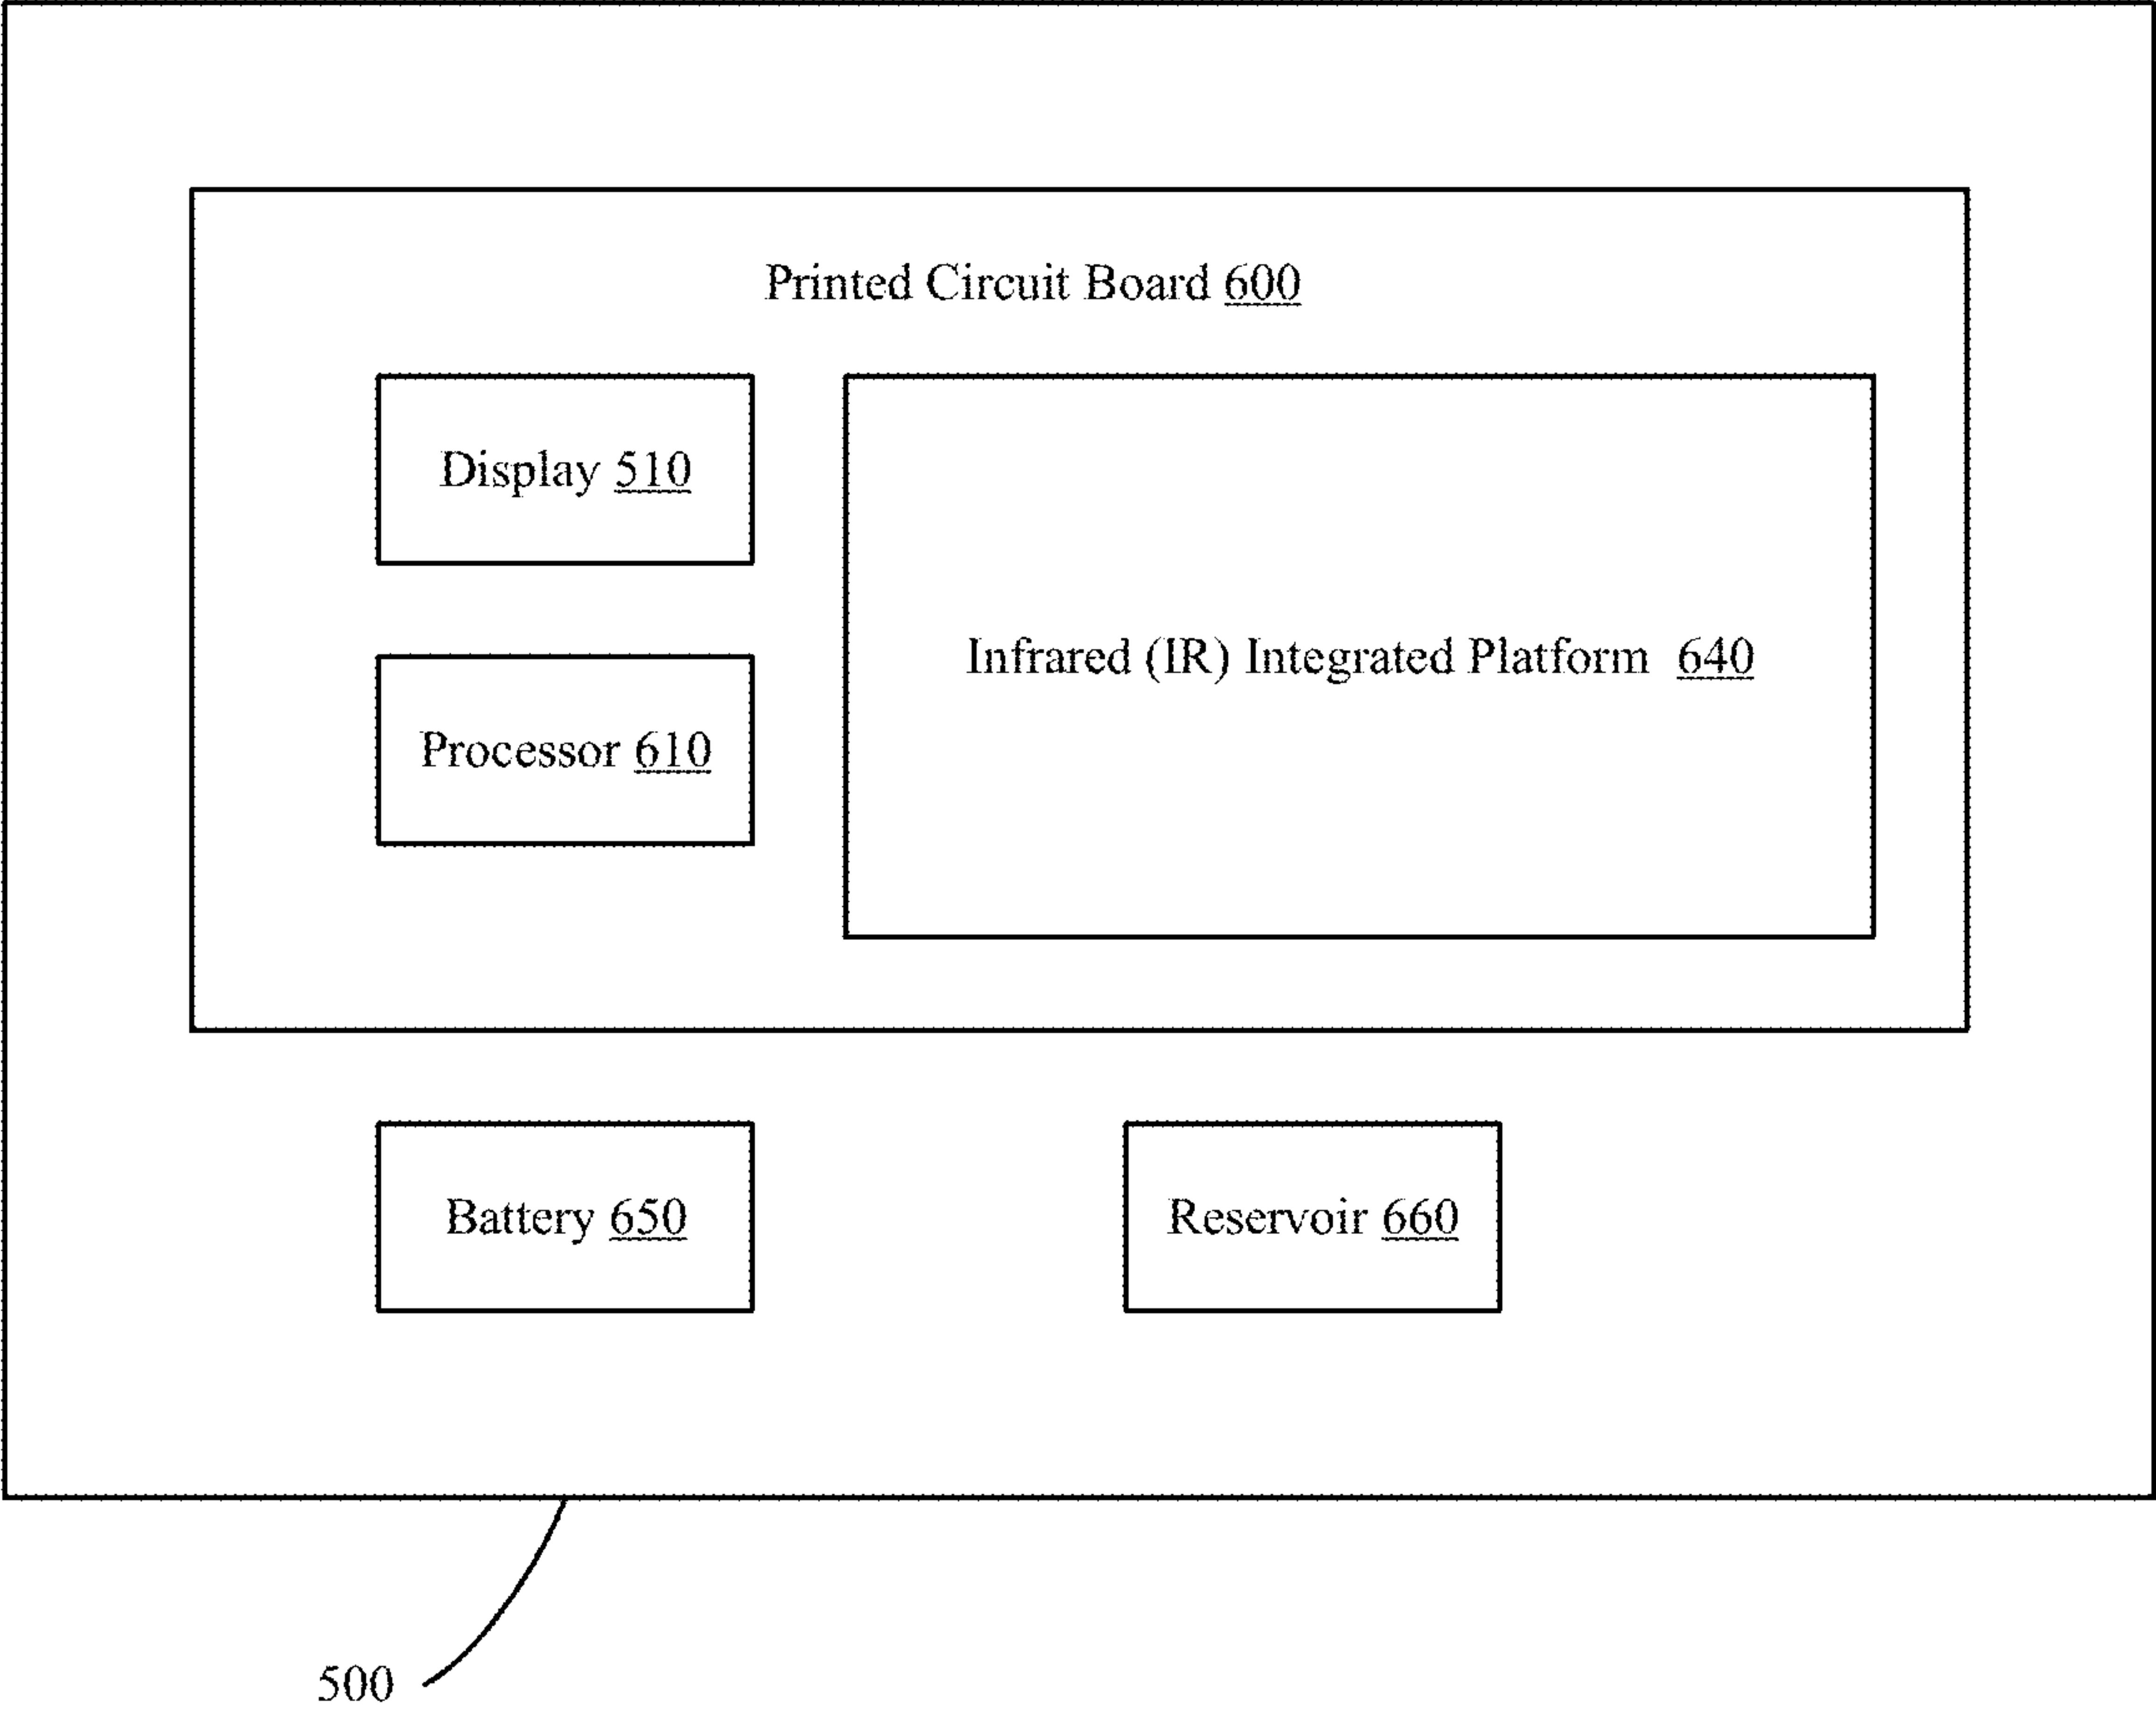 Printed Circuit Board 600
Display 510
Infrared (IR) Integrated Platform 640
Processor 610
Battery 650
Reservoir 660
500